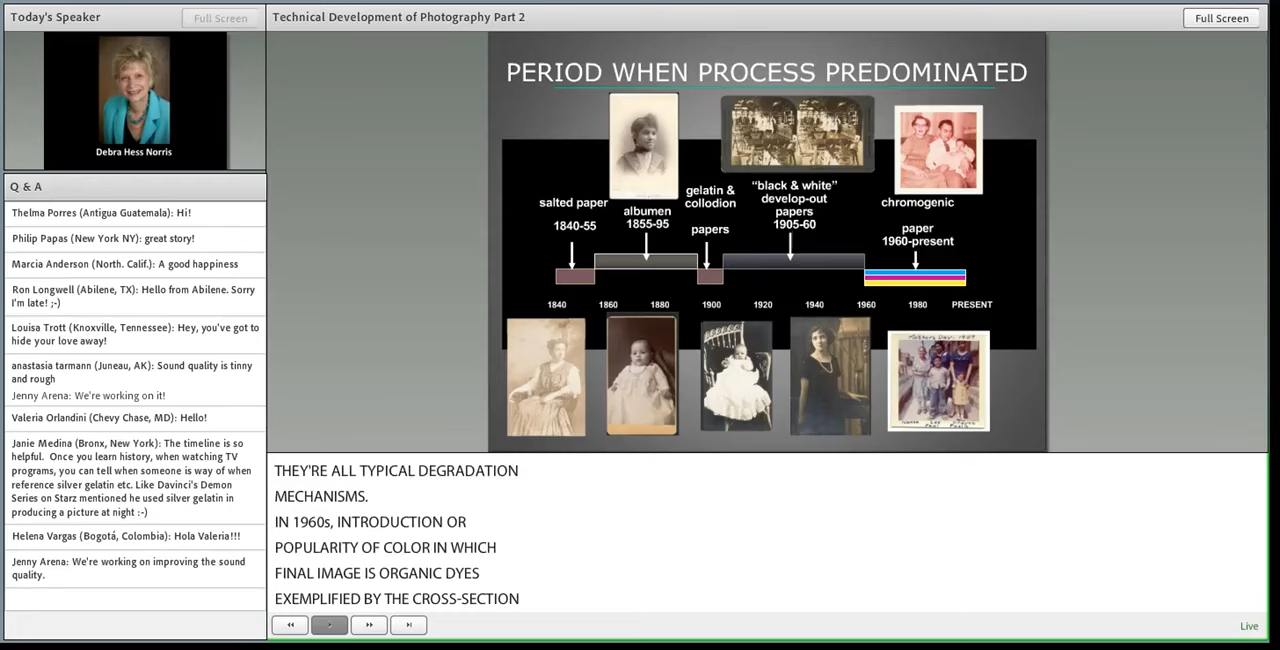 Today's Speaker
Full Screen
Debra Hess Norris
Q & A
Thelma Porres (Antigua Guatemala): Hi!
Philip Papas (New York NY): great story!
Marcia Anderson (North. Calif.): A good happiness
Ron Longwell (Abilene, TX): Hello from Abilene. Sorry
I'm late! ;-)
Louisa Trott (Knoxville, Tennessee): Hey, you've got to
hide your love away!
anastasia tarmann (Juneau, AK): Sound quality is tinny
and rough
Jenny Arena: We're working on it!
Valeria Orlandini (Chevy Chase, MD): Hello!
Janie Medina (Bronx, New York): The timeline is so
helpful. Once you learn history, when watching TV
programs, you can tell when someone is way of when
reference silver gelatin etc. Like Davinci's Demon
Series on Starz mentioned he used silver gelatin in
producing a picture at night :-)
Helena Vargas (Bogotá, Colombia): Hola Valeria!!!
Jenny Arena: We're working on improving the sound
quality.
Technical Development of Photography Part 2
Full Screen
PERIOD WHEN PROCESS PREDOMINATED
salted paper
1840-55
albumen
1855-95
gelatin &
collodion
papers
"black & white"
develop-out
papers
1905-60
chromogenic
paper
1960-present
1840 1860 1880 1900 1920 1940 1960 1980 PRESENT
THEY'RE ALL TYPICAL DEGRADATION
MECHANISMS.
IN 1960s, INTRODUCTION OR
POPULARITY OF COLOR IN WHICH
FINAL IMAGE IS ORGANIC DYES
EXEMPLIFIED BY THE CROSS-SECTION
Live